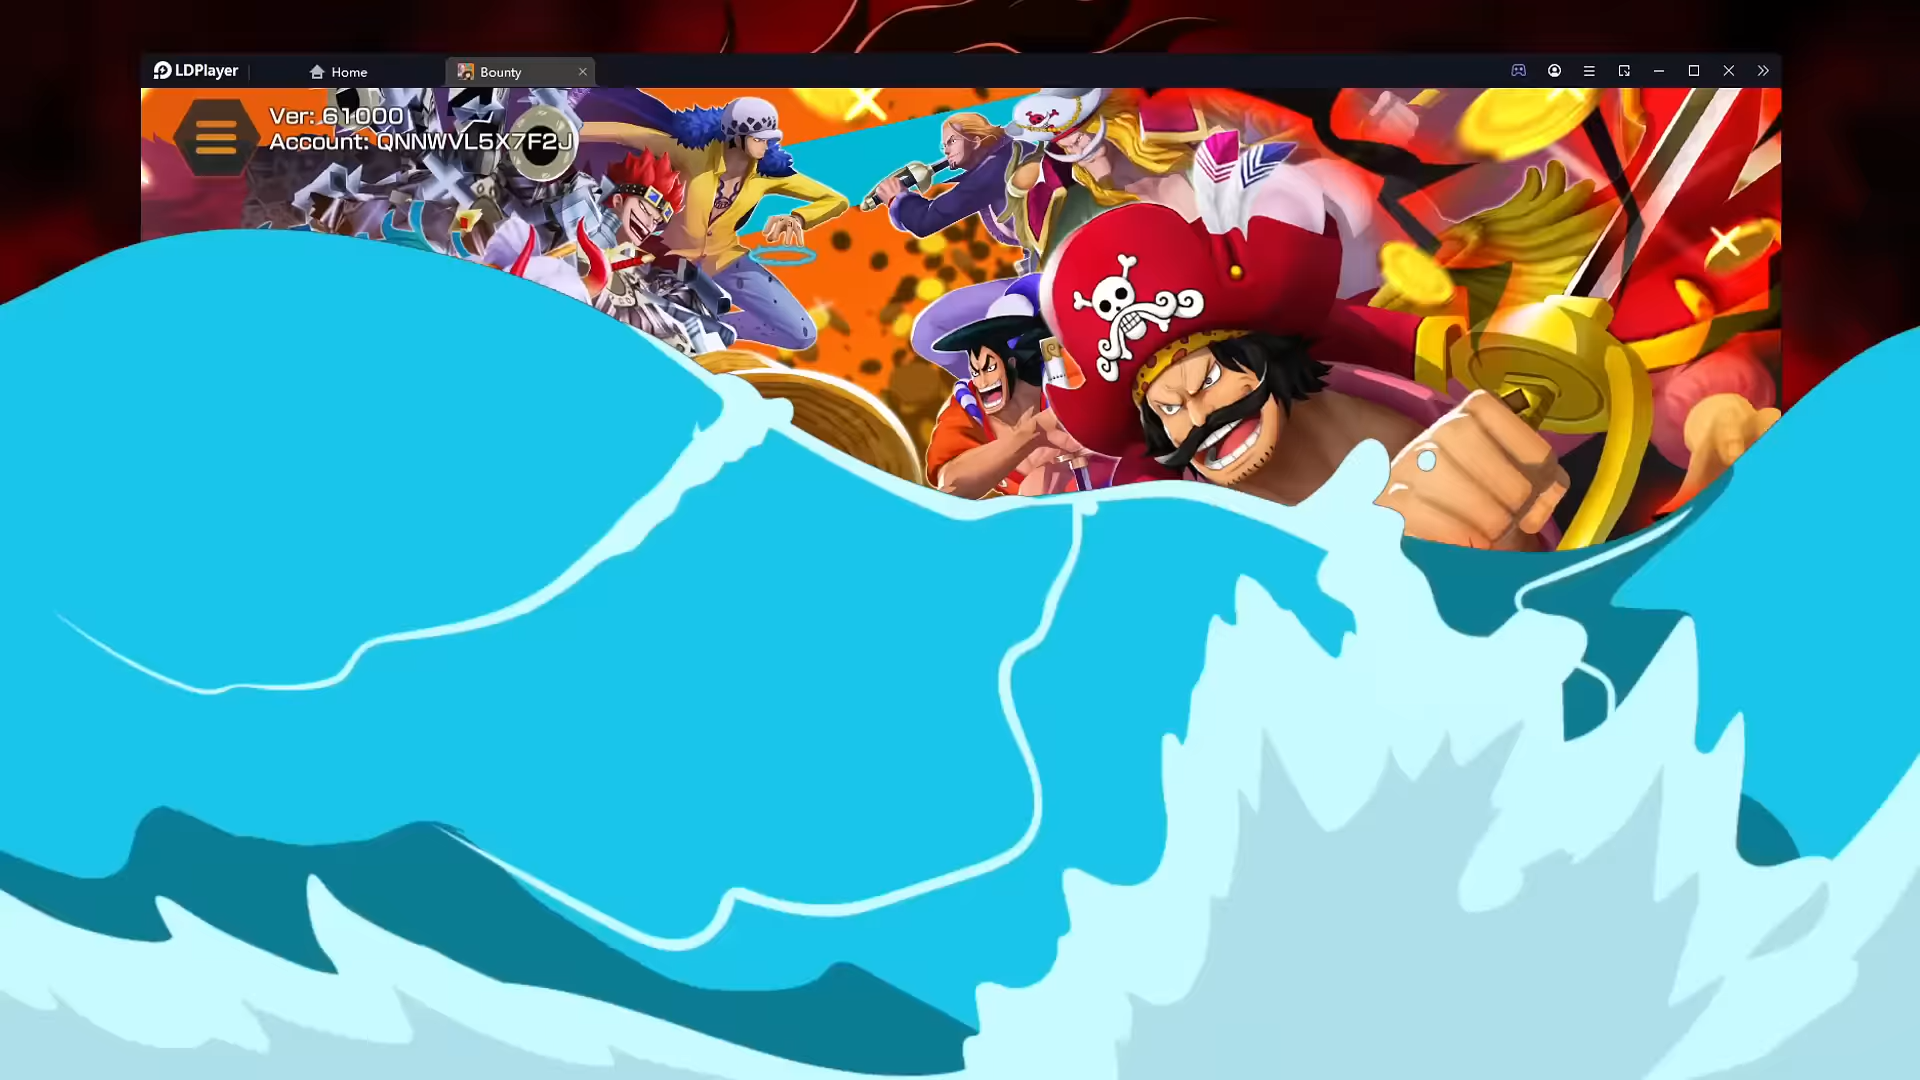 LDPlayer
Home
Bounty
Ver: 61000
Account: QNNWVL5X7F2J